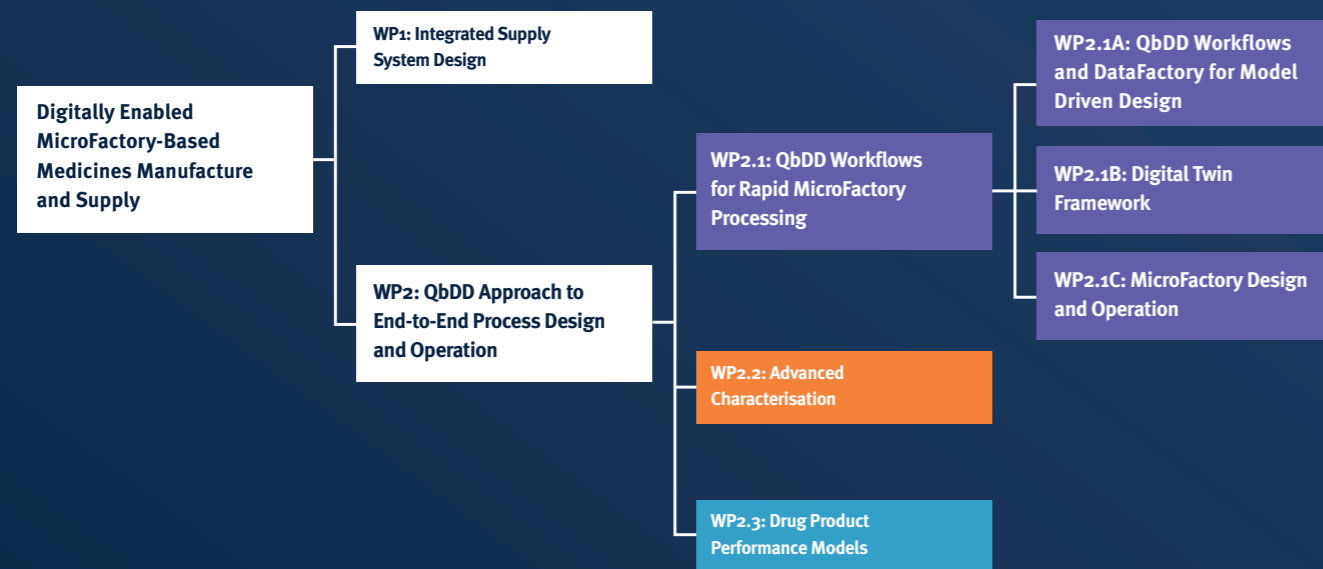 Digitally Enabled
MicroFactory-Based
Medicines Manufacture
and Supply
WP1: Integrated Supply
System Design
WP2: QbDD Approach to
End-to-End Process Design
and Operation
WP2.1: QbDD Workflows
for Rapid MicroFactory
Processing
WP2.2: Advanced
Characterisation
WP2.3: Drug Product
Performance Models
WP2.1A: QbDD Workflows
and DataFactory for Model
Driven Design
WP2.1B: Digital Twin
Framework
WP2.1C: MicroFactory Design
and Operation